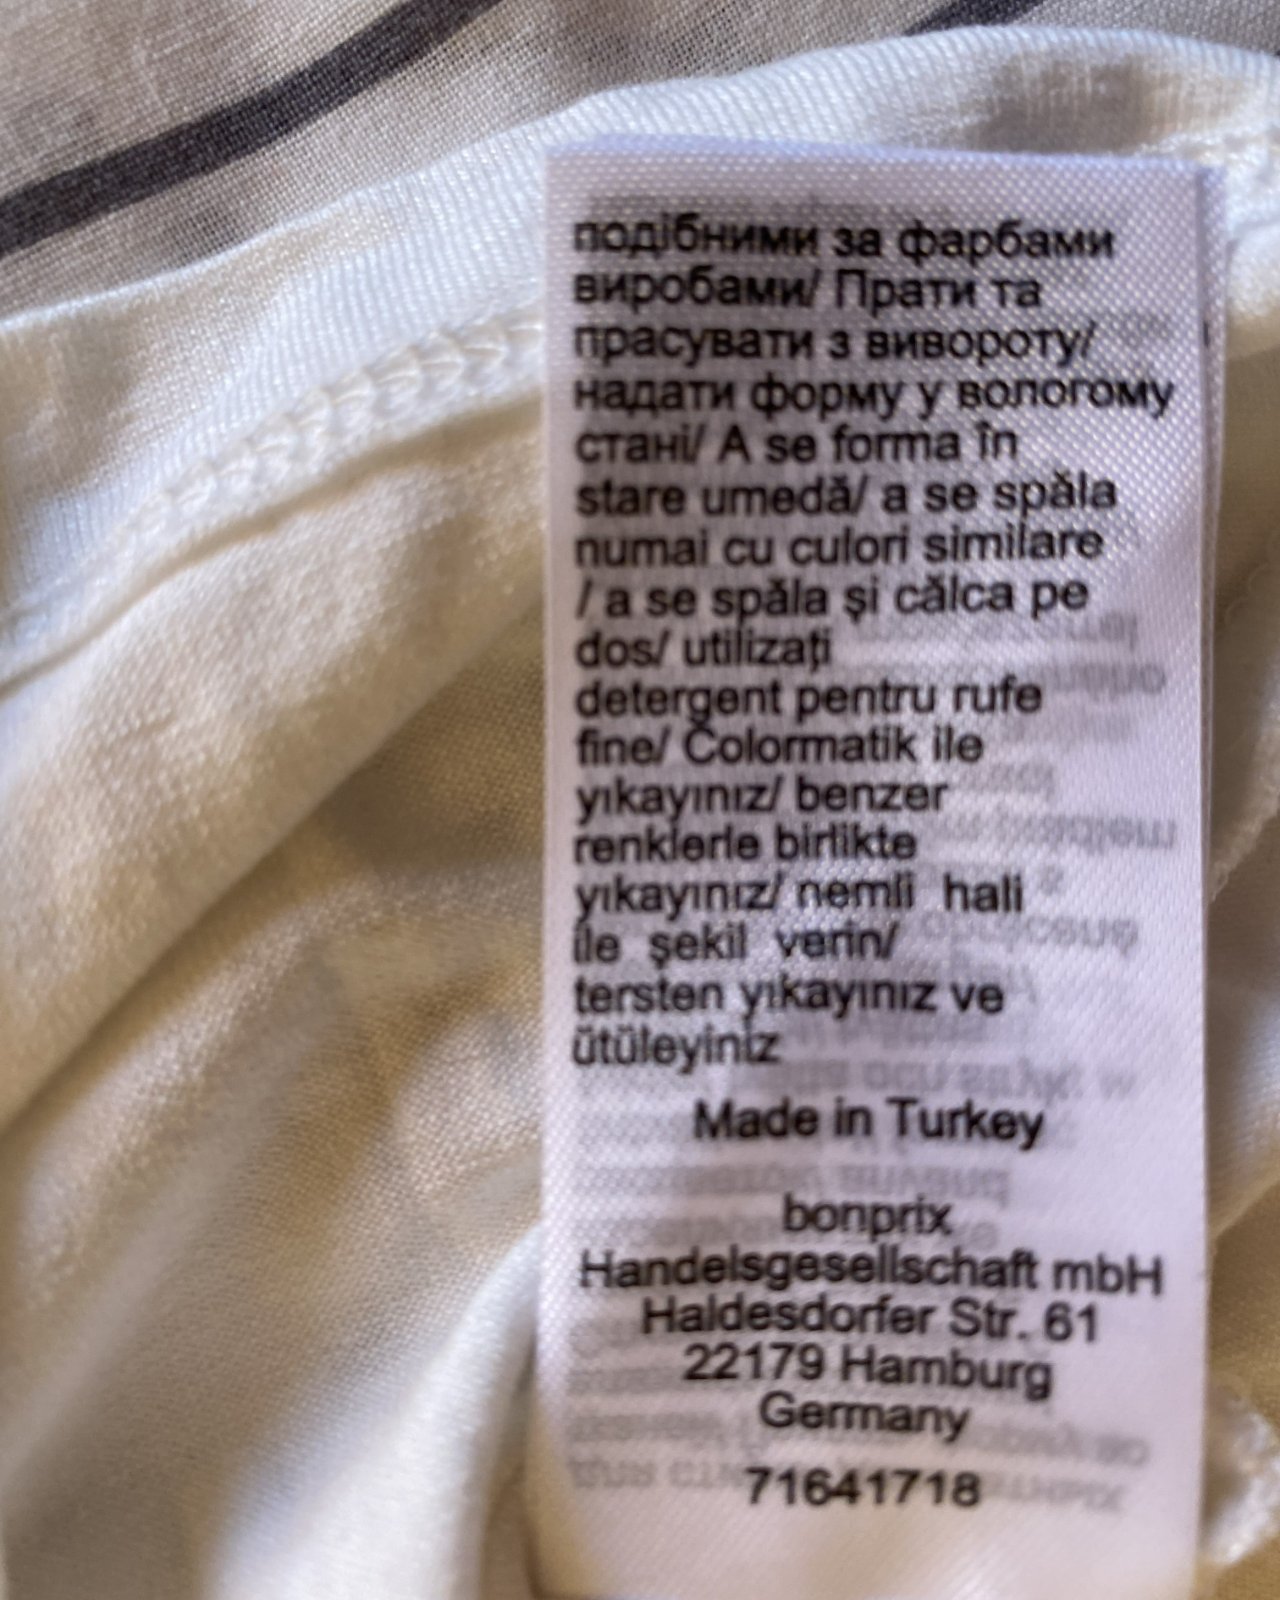 подібними за фарбами
виробами/ Прати та
прасувати з вивороту/
надати форму у вологому
стані/ A se forma în
stare umedă/ a se spăla
numai cu culori similare
/ a se spăla și călca pe
dos/ utilizați
detergent pentru rufe
fine/ Colormatik ile
yıkayınız/ benzer
renklerle birlikte
yıkayınız/ nemli hali
ile şekil verin/
tersten yıkayınız ve
ütüleyiniz
Made in Turkey
bonprix
Handelsgesellschaft mbH
Haldesdorfer Str. 61
22179 Hamburg
Germany
71641718